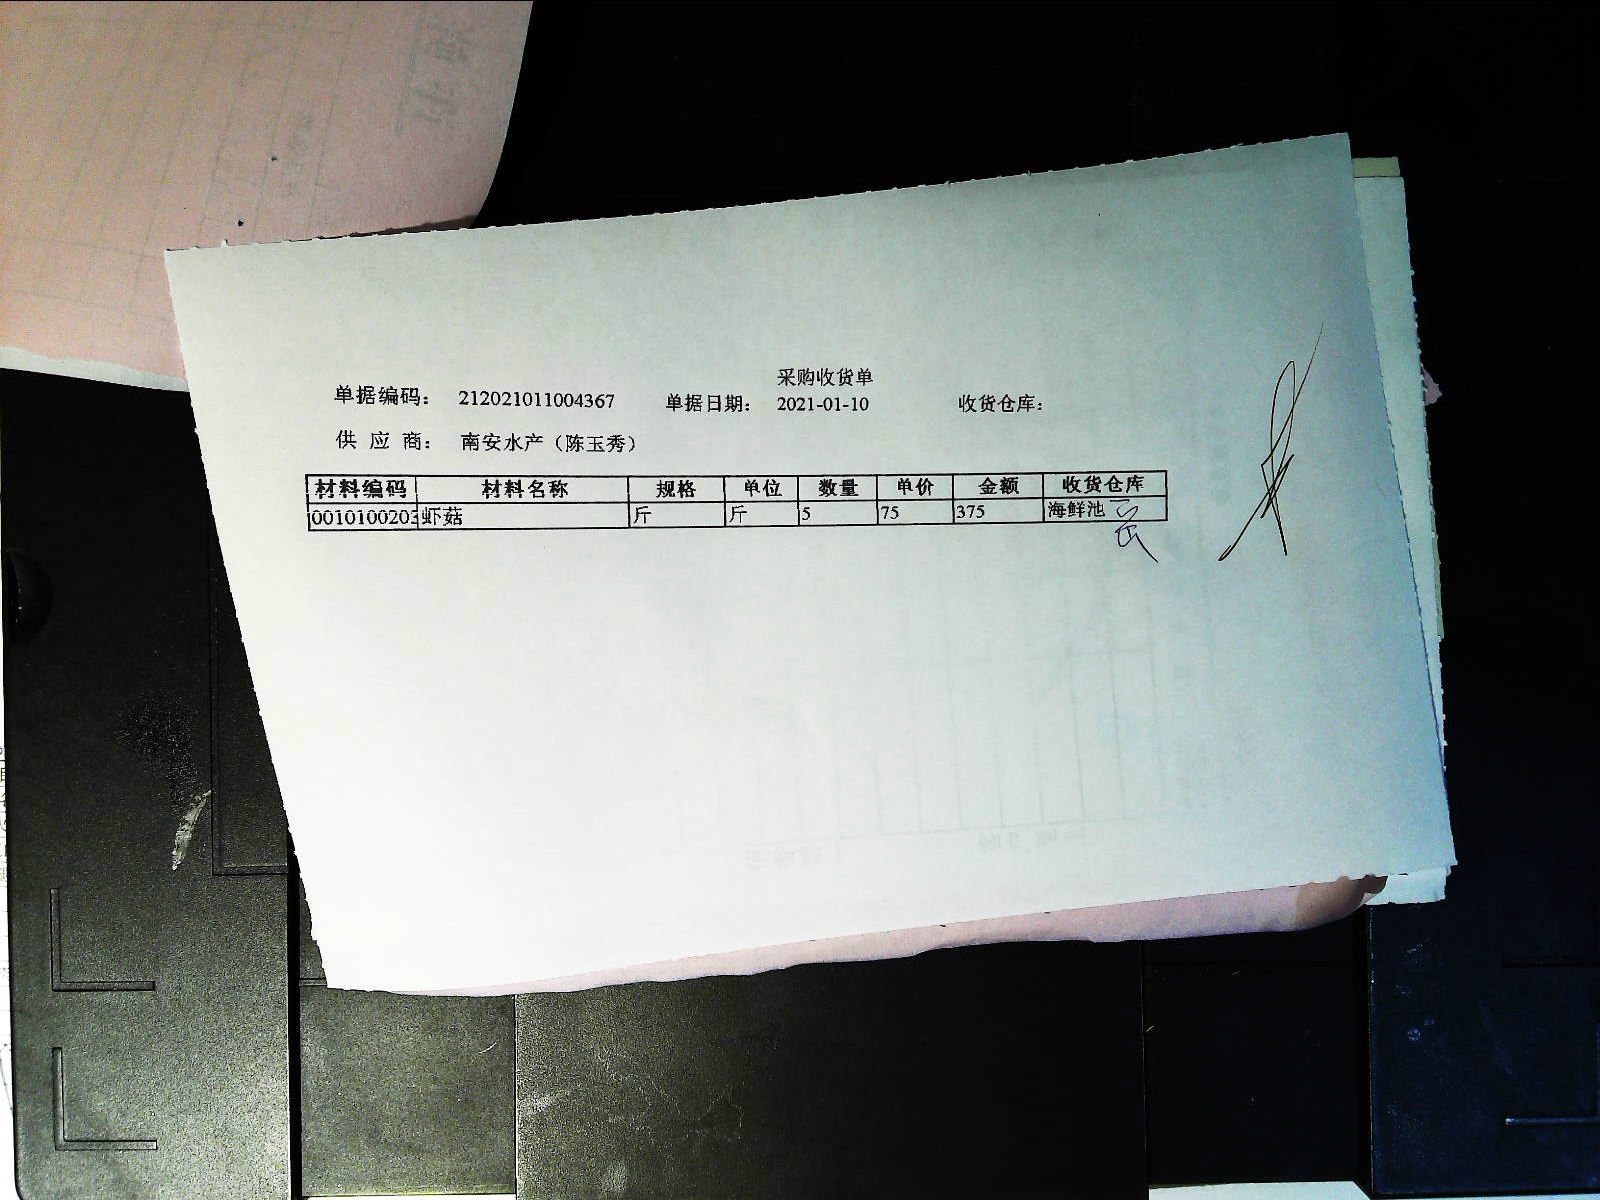 采购收货单
单据编码： 212021011004367 单据日期： 2021-01-10 收货仓库：
供 应 商： 南安水产（陈玉秀）
材料编码 材料名称 规格 单位 数量 单价 金额 收货仓库
0010100203 虾菇 斤 斤 5 75 375 海鲜池